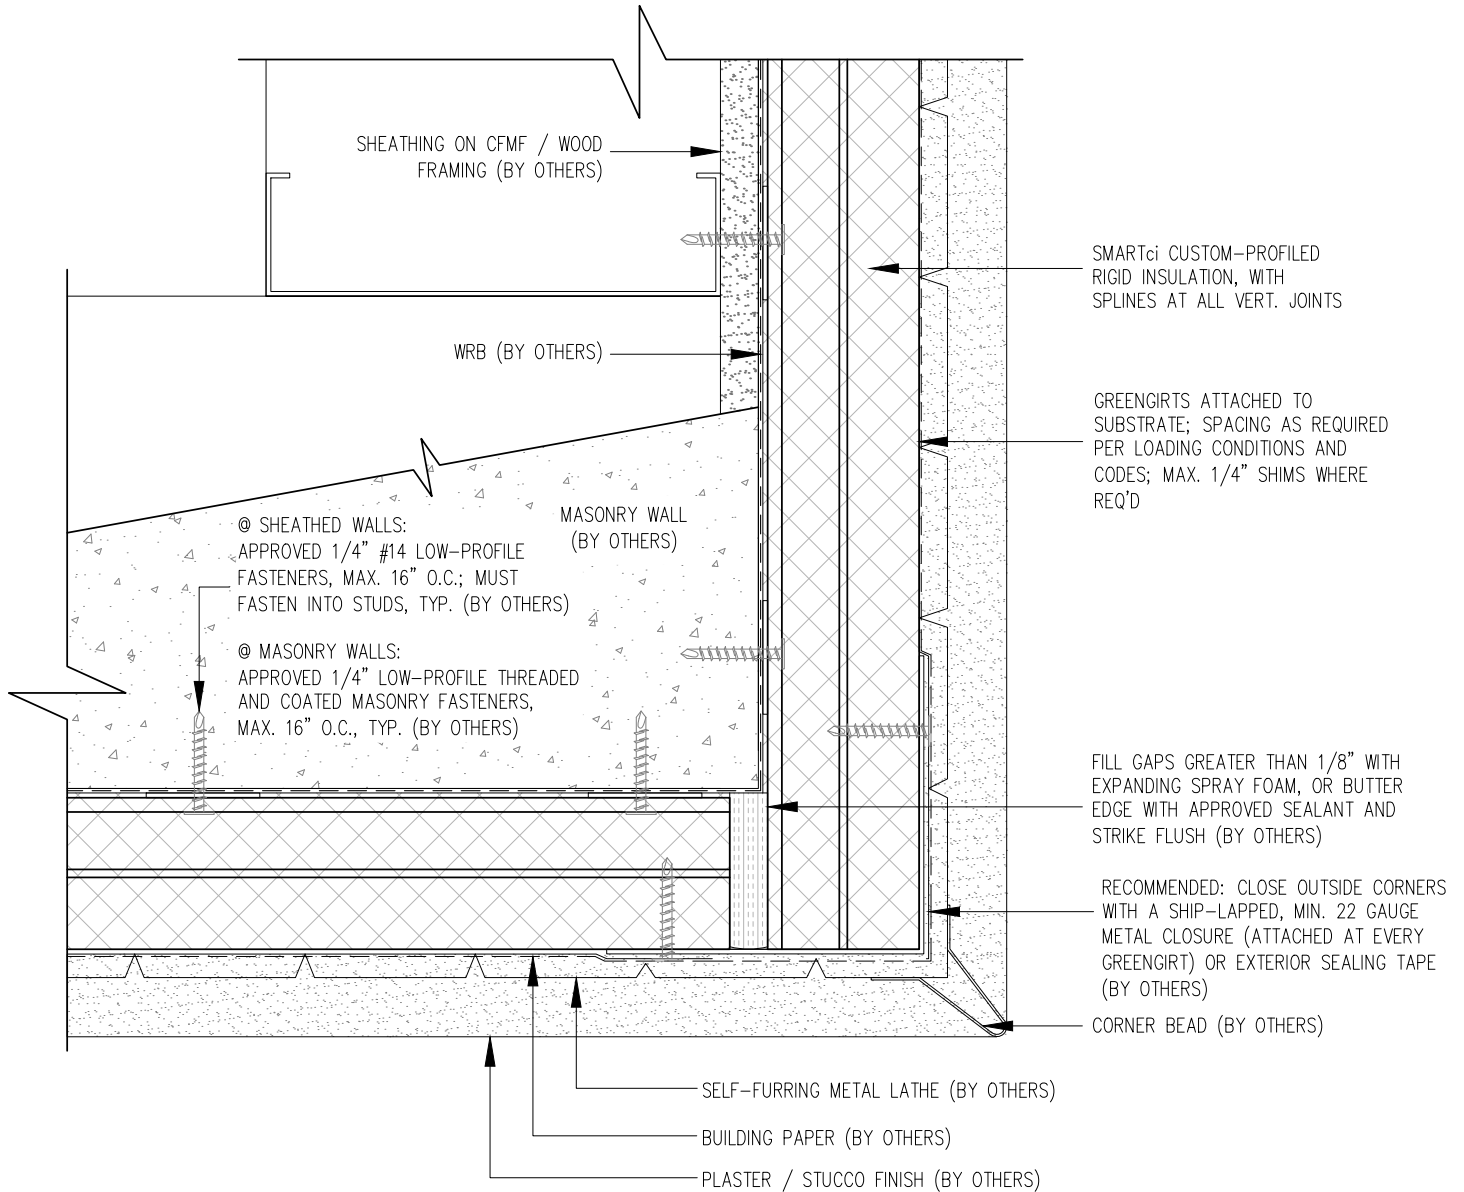 SHEATHING ON CFMF / WOOD
FRAMING (BY OTHERS)
WRB (BY OTHERS)
@ SHEATHED WALLS:
APPROVED 1/4" #14 LOW-PROFILE
FASTENERS, MAX. 16" O.C.; MUST
FASTEN INTO STUDS, TYP. (BY OTHERS)
@ MASONRY WALLS:
APPROVED 1/4" LOW-PROFILE THREADED
AND COATED MASONRY FASTENERS,
MAX. 16" O.C., TYP. (BY OTHERS)
MASONRY WALL
(BY OTHERS)
SMARTci CUSTOM-PROFILED
RIGID INSULATION, WITH
SPLINES AT ALL VERT. JOINTS
GREENGIRTS ATTACHED TO
SUBSTRATE; SPACING AS REQUIRED
PER LOADING CONDITIONS AND
CODES; MAX. 1/4" SHIMS WHERE
REQ'D
FILL GAPS GREATER THAN 1/8" WITH
EXPANDING SPRAY FOAM, OR BUTTER
EDGE WITH APPROVED SEALANT AND
STRIKE FLUSH (BY OTHERS)
RECOMMENDED: CLOSE OUTSIDE CORNERS
WITH A SHIP-LAPPED, MIN. 22 GAUGE
METAL CLOSURE (ATTACHED AT EVERY
GREENGIRT) OR EXTERIOR SEALING TAPE
(BY OTHERS)
CORNER BEAD (BY OTHERS)
SELF-FURRING METAL LATHE (BY OTHERS)
BUILDING PAPER (BY OTHERS)
PLASTER / STUCCO FINISH (BY OTHERS)